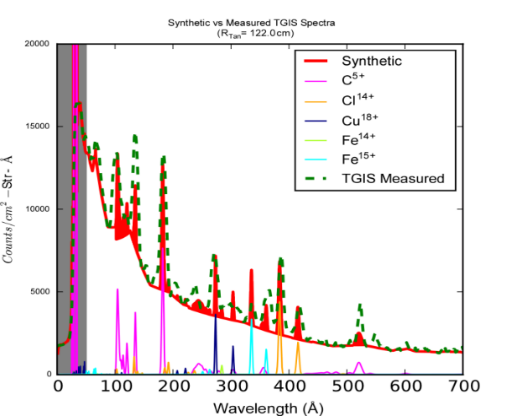 Synthetic vs Measured TGIS Spectra
(R_Tan= 122.0cm)
20000
15000
10000
5000
0
Counts/cm² −Str- Å
Synthetic
C⁵⁺
Cl¹⁴⁺
Cu¹⁸⁺
Fe¹⁴⁺
Fe¹⁵⁺
TGIS Measured
0 100 200 300 400 500 600 700
Wavelength (Å)